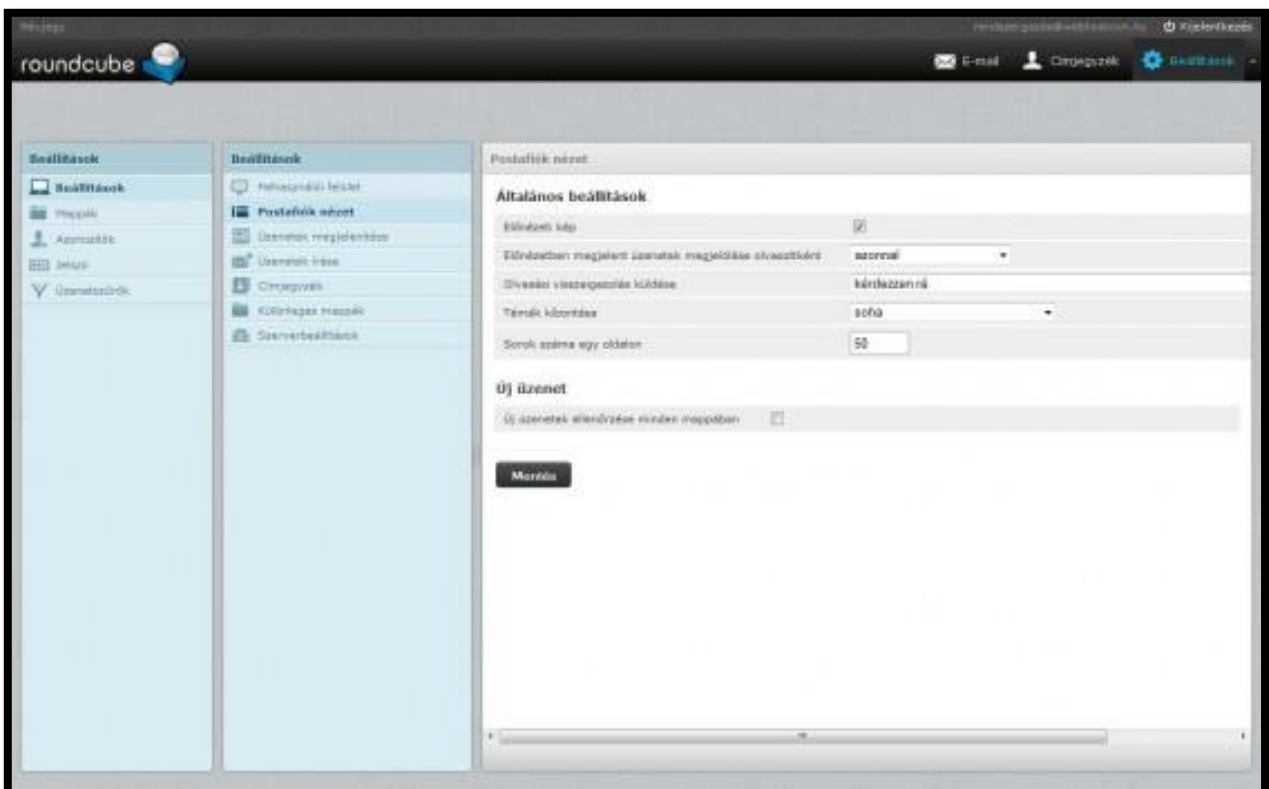 Névjegy
Kijelentkezés
roundcube
E-mail
Címjegyzék
Beállítások
Beállítások
Beállítások
Mappák
Azonosítók
Jelszó
Üzenetszűrők
Beállítások
Felhasználói felület
Postafiók nézet
Üzenetek megjelenítése
Üzenetek írása
Címjegyzék
Különleges mappák
Szerverbeállítások
Postafiók nézet
Általános beállítások
Előnézeti kép
Előnézetben megjelent üzenetek megjelölése olvasottként
azonnal
Olvasási visszaigazolás küldése
kérdezzen rá
Témák kibontása
soha
Sorok száma egy oldalon
50
Új üzenet
Új üzenetek ellenőrzése minden mappában
Mentés